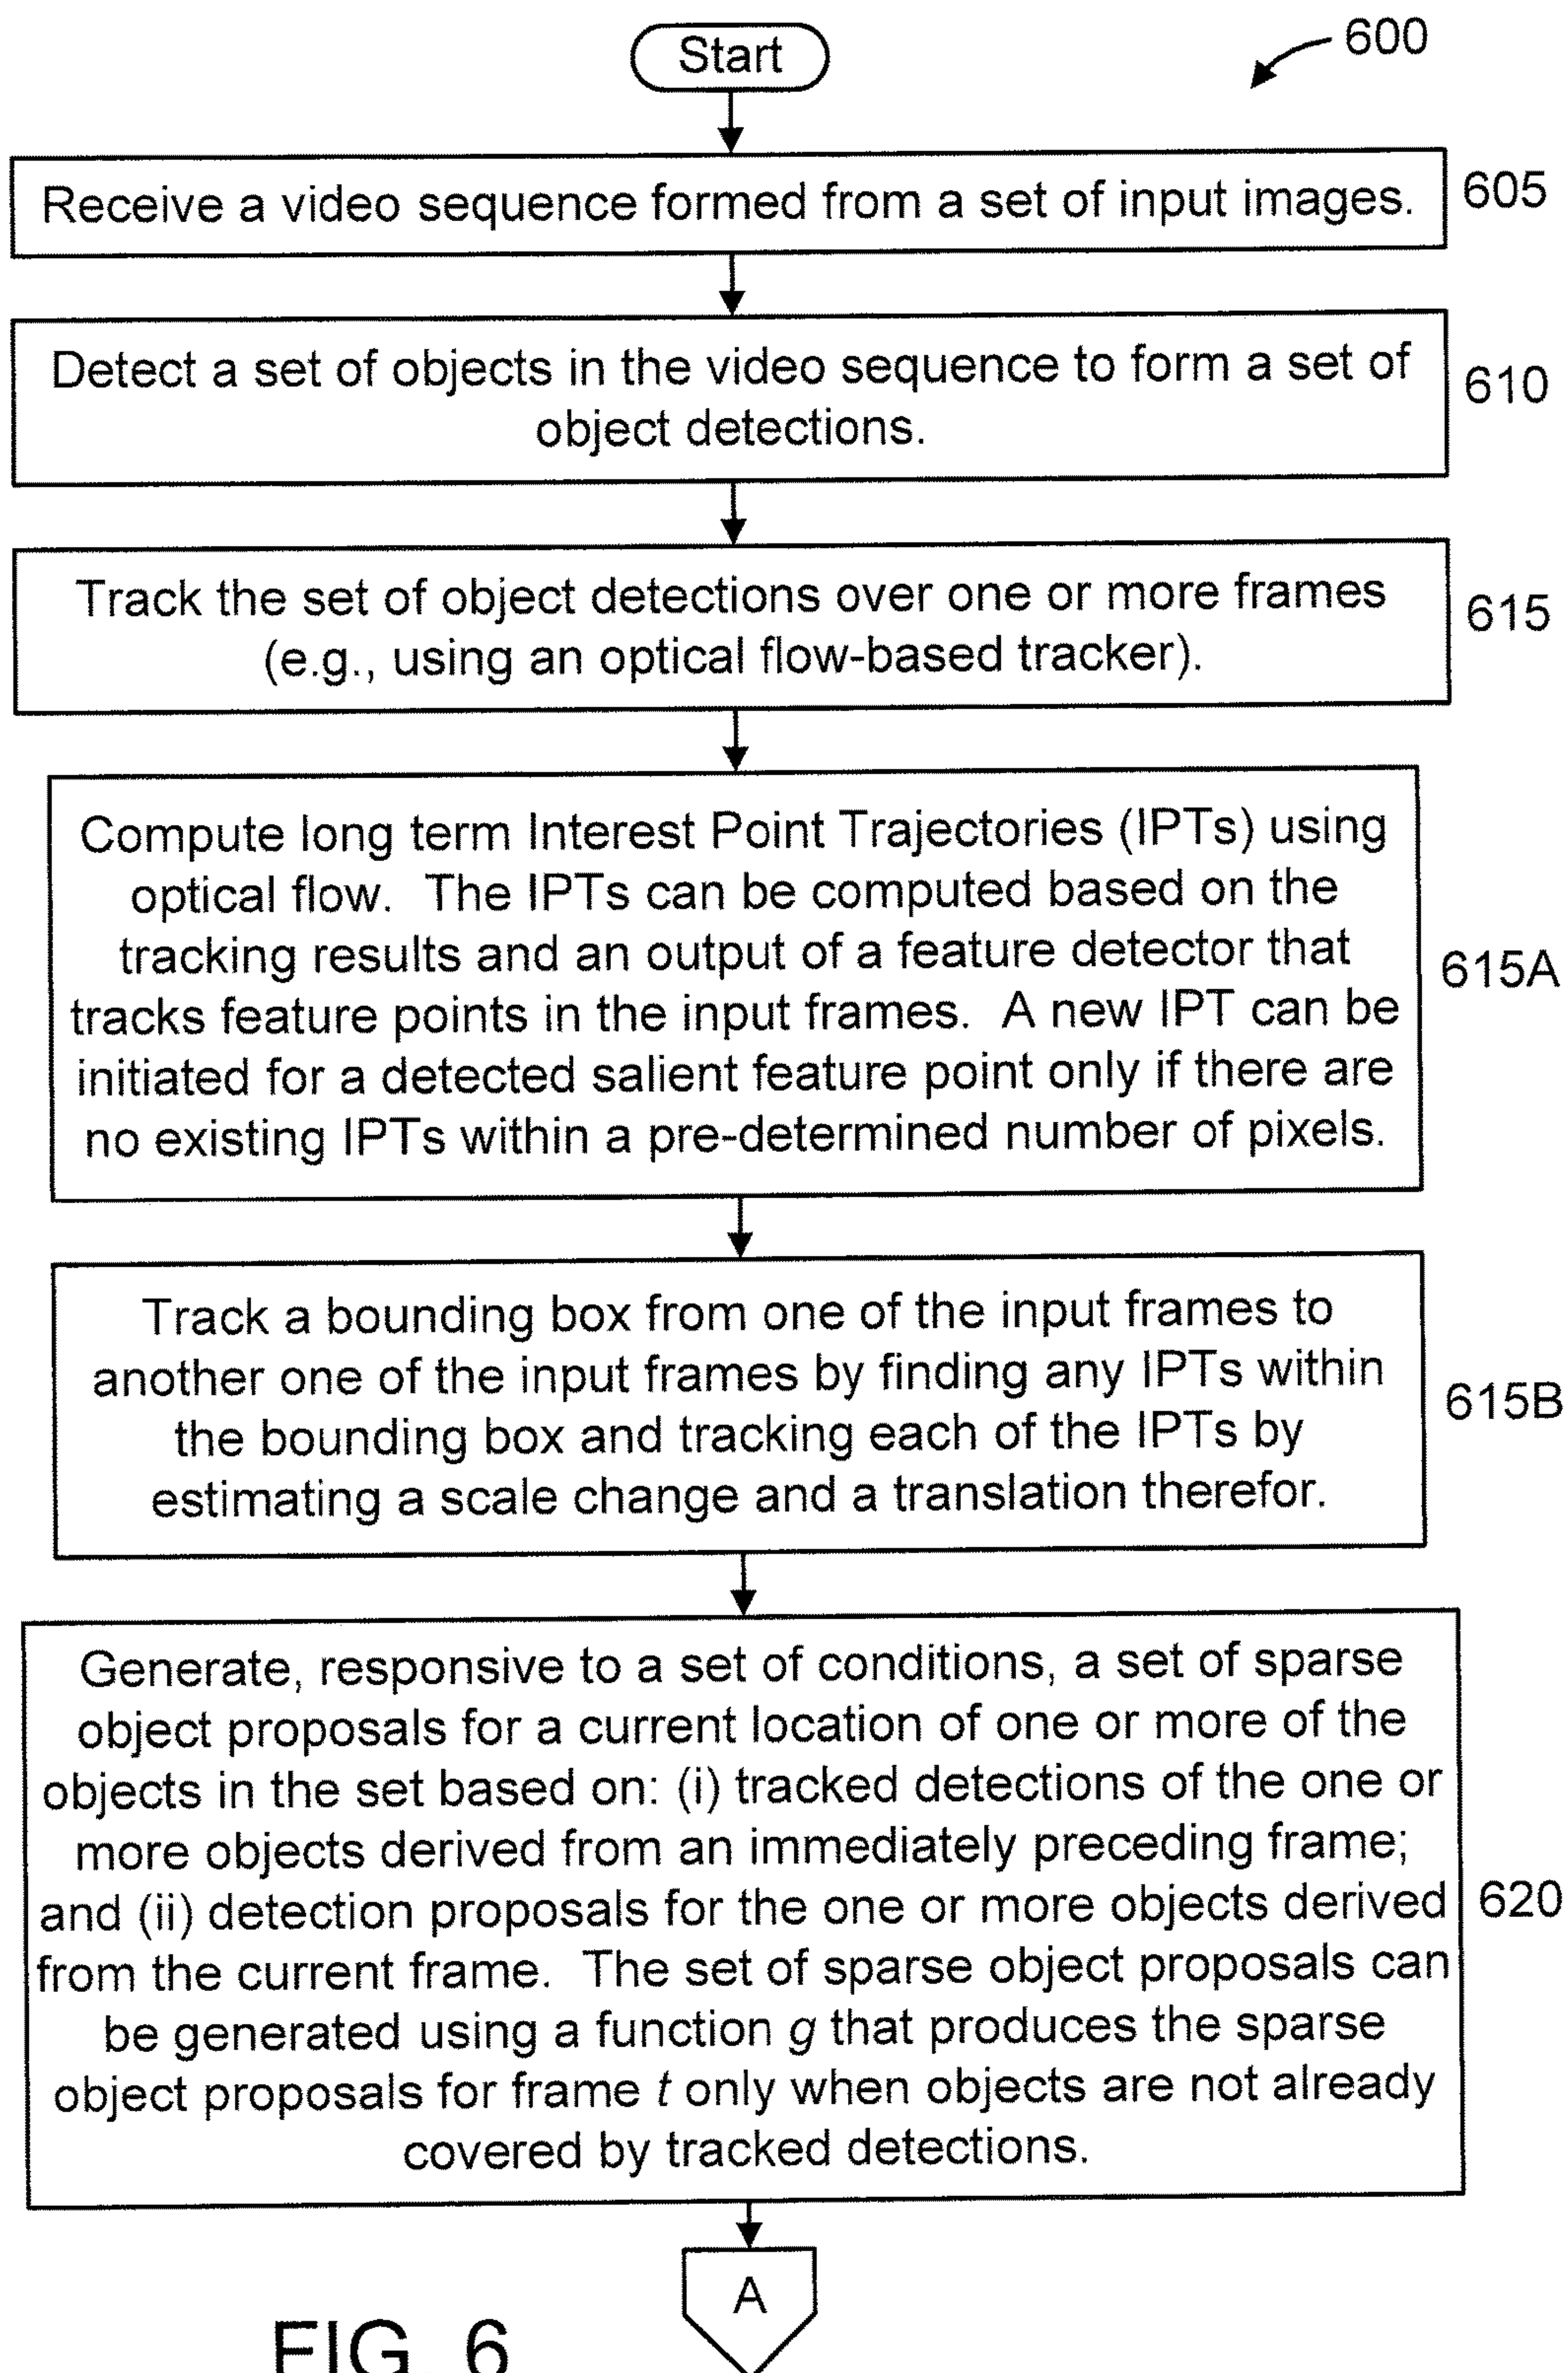 Start
600
Receive a video sequence formed from a set of input images.
605
Detect a set of objects in the video sequence to form a set of
object detections.
610
Track the set of object detections over one or more frames
(e.g., using an optical flow-based tracker).
615
Compute long term Interest Point Trajectories (IPTs) using
optical flow. The IPTs can be computed based on the
tracking results and an output of a feature detector that
tracks feature points in the input frames. A new IPT can be
initiated for a detected salient feature point only if there are
no existing IPTs within a pre-determined number of pixels.
615A
Track a bounding box from one of the input frames to
another one of the input frames by finding any IPTs within
the bounding box and tracking each of the IPTs by
estimating a scale change and a translation therefor.
615B
Generate, responsive to a set of conditions, a set of sparse
object proposals for a current location of one or more of the
objects in the set based on: (i) tracked detections of the one or
more objects derived from an immediately preceding frame;
and (ii) detection proposals for the one or more objects derived
from the current frame. The set of sparse object proposals can
be generated using a function g that produces the sparse
object proposals for frame t only when objects are not already
covered by tracked detections.
620
A
FIG. 6